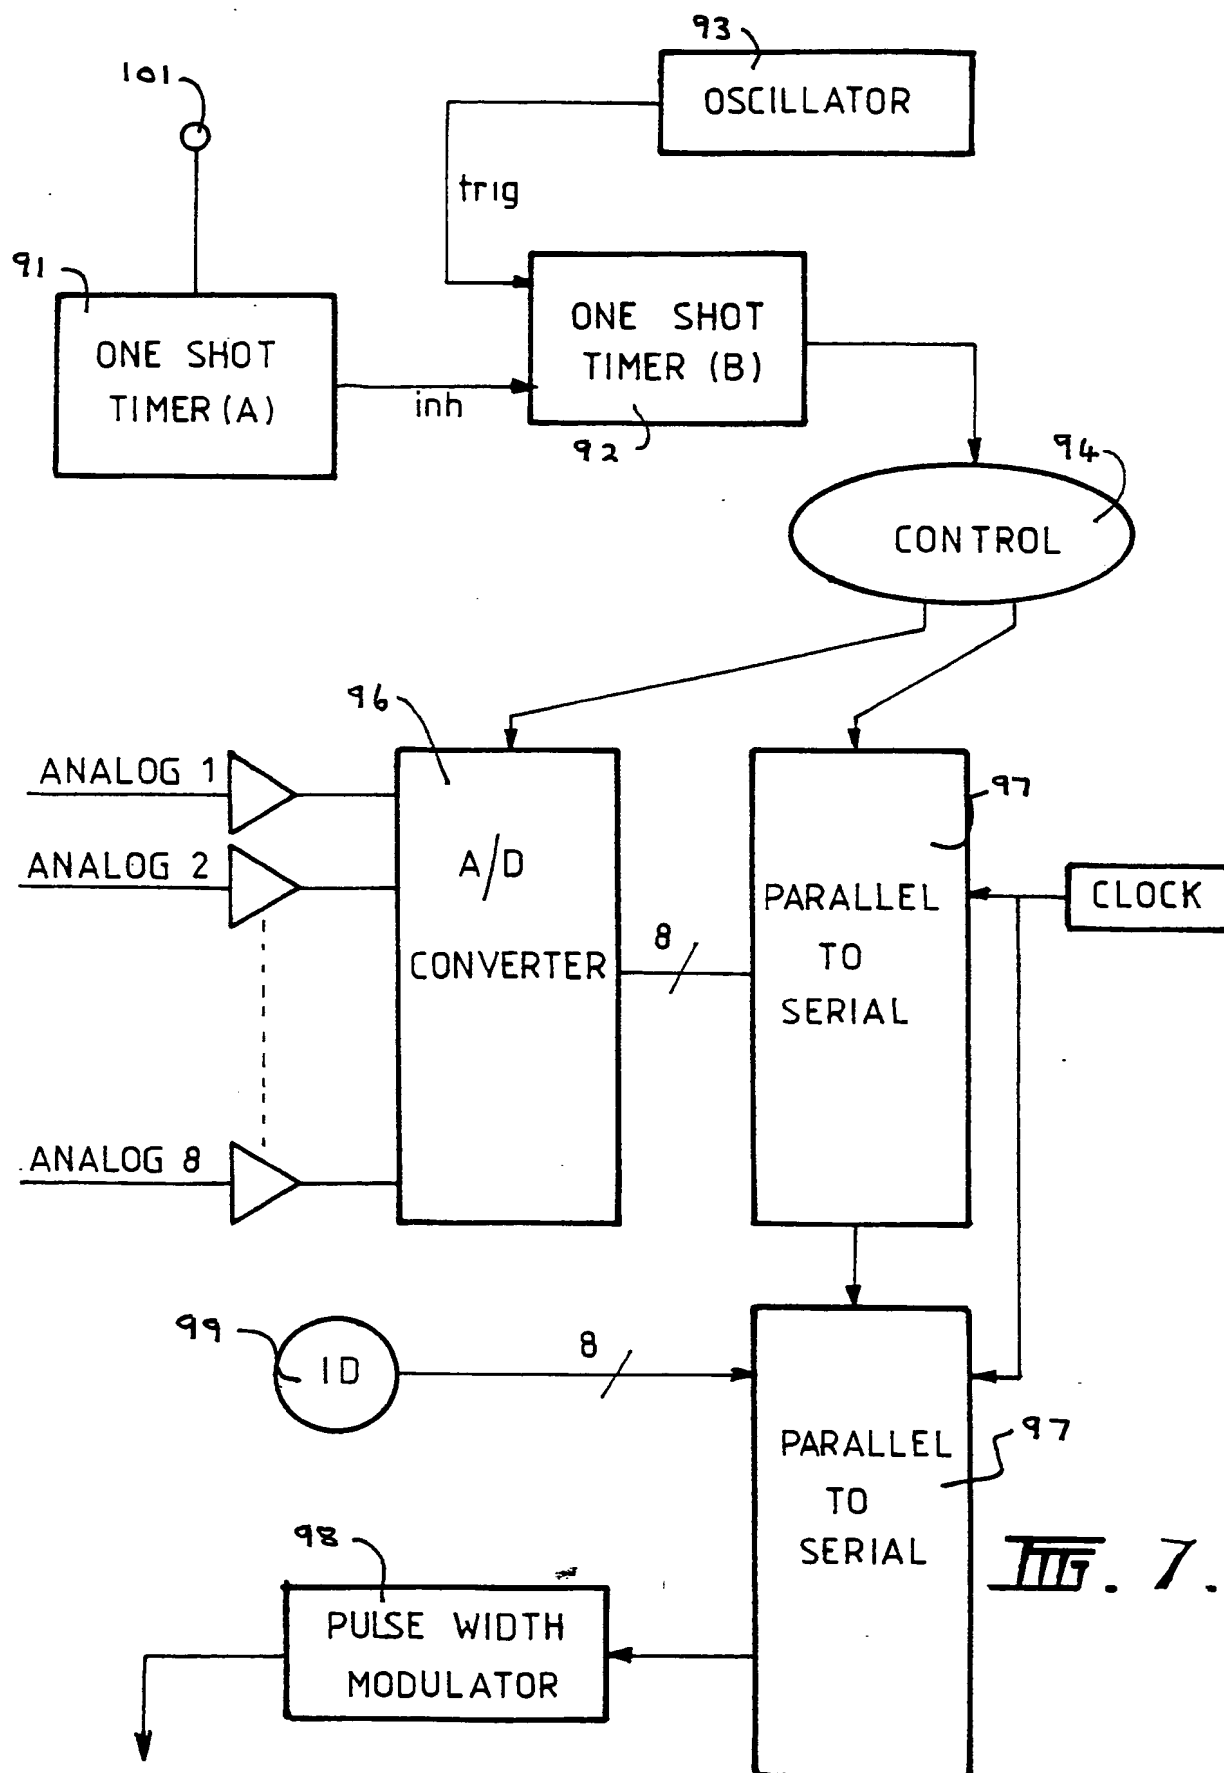 93
OSCILLATOR
101
trig
91
ONE SHOT
TIMER (A)
inh
ONE SHOT
TIMER (B)
92
94
CONTROL
96
97
ANALOG 1
ANALOG 2
ANALOG 8
A/D
CONVERTER
8
PARALLEL
TO
SERIAL
CLOCK
99
ID
8
PARALLEL
TO
SERIAL
97
98
PULSE WIDTH
MODULATOR
FIG. 7.